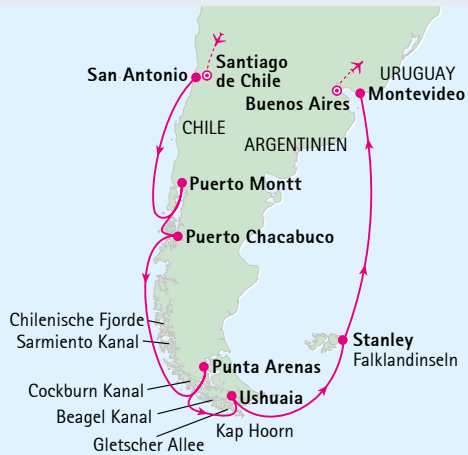 Santiago
de Chile
San Antonio
URUGUAY
Montevideo
Buenos Aires
CHILE
ARGENTINIEN
Puerto Montt
Puerto Chacabuco
Chilenische Fjorde
Sarmiento Kanal
Stanley
Falklandinseln
Punta Arenas
Cockburn Kanal
Ushuaia
Beagel Kanal
Kap Hoorn
Gletscher Allee